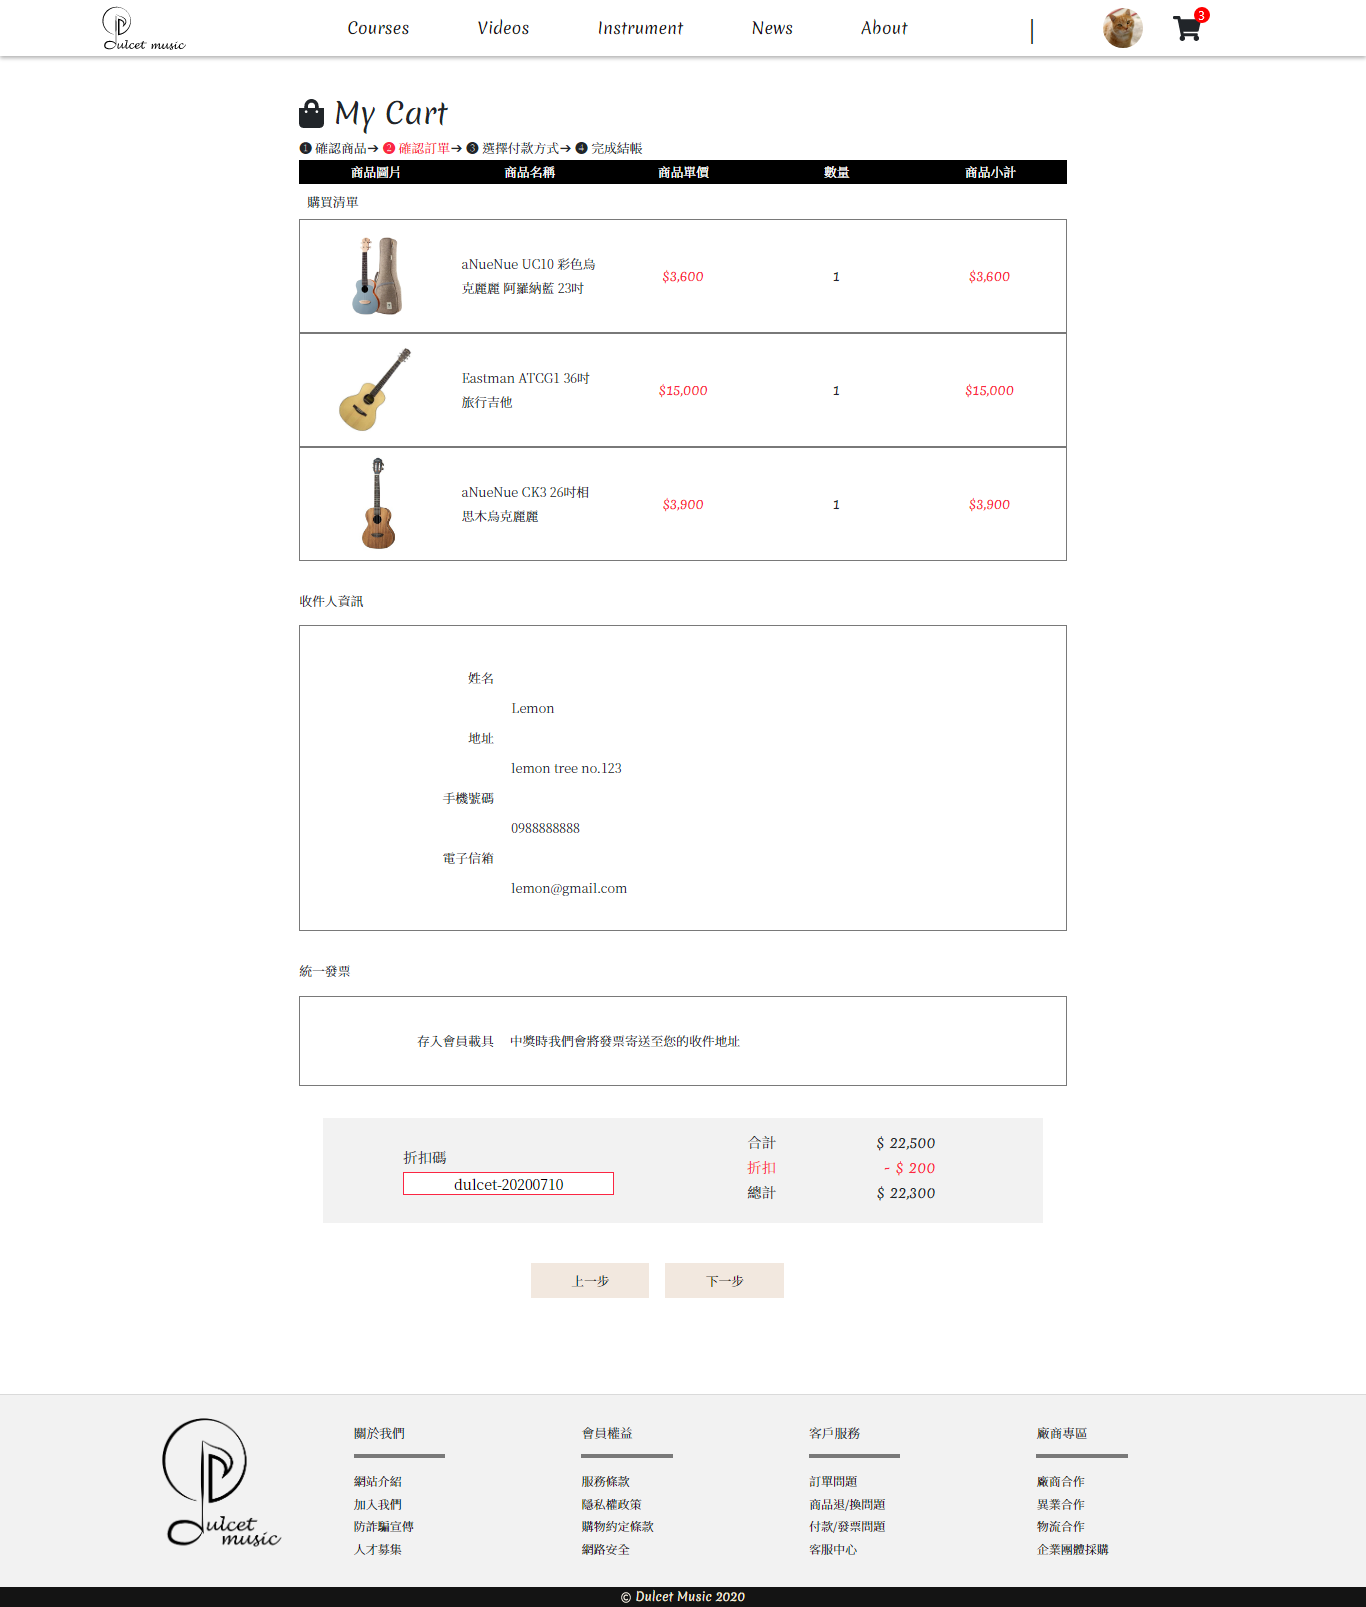 Dulcet music
Courses Videos Instrument News About |
3
My Cart
❶ 確認商品➔ ❷ 確認訂單➔ ❸ 選擇付款方式➔ ❹ 完成結帳
商品圖片 商品名稱 商品單價 數量 商品小計
購買清單
aNueNue UC10 彩色烏
克麗麗 阿羅納藍 23吋
$3,600 1 $3,600
Eastman ATCG1 36吋
旅行吉他
$15,000 1 $15,000
aNueNue CK3 26吋相
思木烏克麗麗
$3,900 1 $3,900
收件人資訊
姓名
Lemon
地址
lemon tree no.123
手機號碼
0988888888
電子信箱
lemon@gmail.com
統一發票
存入會員載具 中獎時我們會將發票寄送至您的收件地址
折扣碼
dulcet-20200710
合計 $ 22,500
折扣 - $ 200
總計 $ 22,300
上一步 下一步
Dulcet
music
關於我們
網站介紹
加入我們
防詐騙宣傳
人才募集
會員權益
服務條款
隱私權政策
購物約定條款
網路安全
客戶服務
訂單問題
商品退/換問題
付款/發票問題
客服中心
廠商專區
廠商合作
異業合作
物流合作
企業團體採購
© Dulcet Music 2020